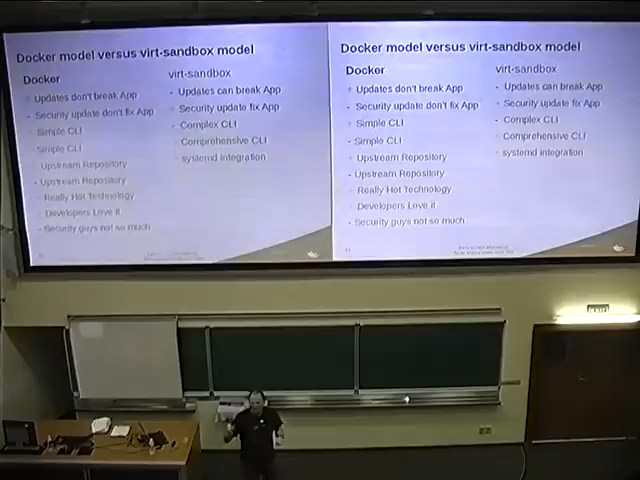 Docker model versus virt-sandbox model
Docker
+ Updates don't break App
- Security update don't fix App
+ Simple CLI
- Simple CLI
+ Upstream Repository
- Upstream Repository
+ Really Hot Technology
+ Developers Love it
- Security guys not so much
virt-sandbox
- Updates can break App
+ Security update fix App
- Complex CLI
+ Comprehensive CLI
+ systemd integration
Docker model versus virt-sandbox model
Docker
+ Updates don't break App
- Security update don't fix App
+ Simple CLI
- Simple CLI
+ Upstream Repository
- Upstream Repository
+ Really Hot Technology
+ Developers Love it
- Security guys not so much
virt-sandbox
- Updates can break App
+ Security update fix App
- Complex CLI
+ Comprehensive CLI
+ systemd integration
EXIT